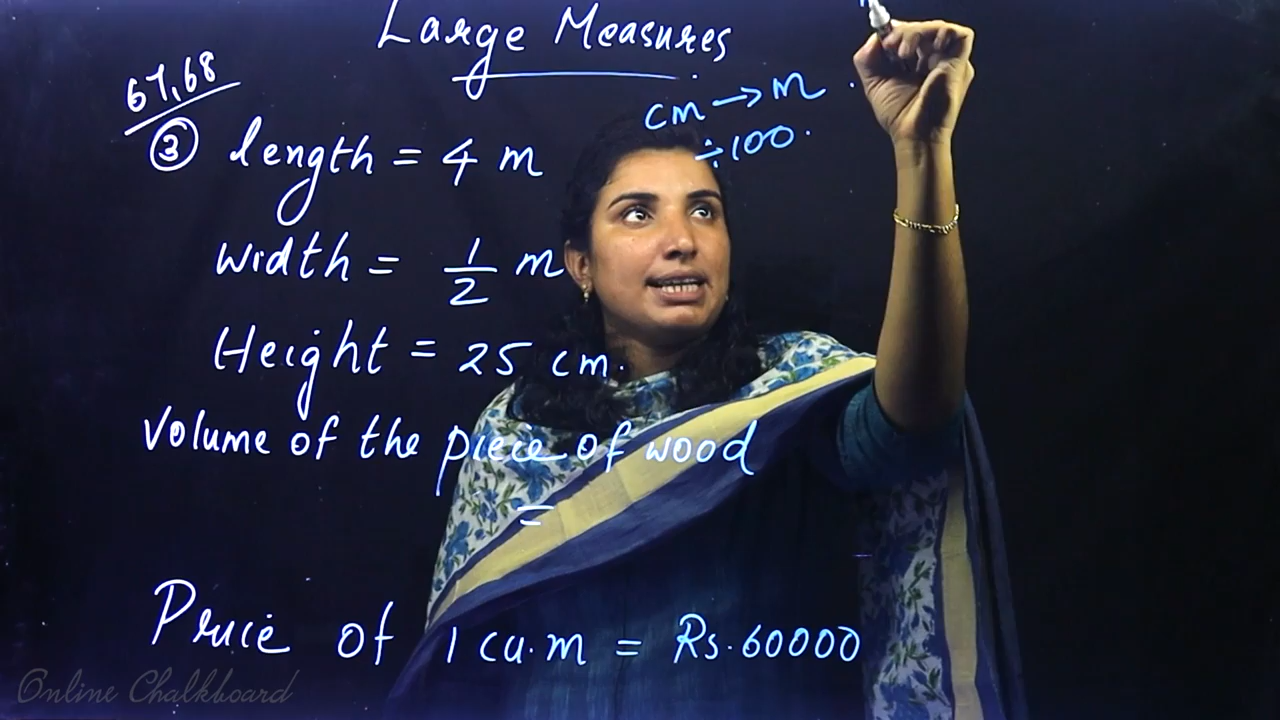 Large Measures
67,68
cm → m
÷100.
③ length = 4 m
width = 1/2 m
Height = 25 cm.
Volume of the piece of wood
=
Price of 1 cu.m = Rs.60000
Online Chalkboard